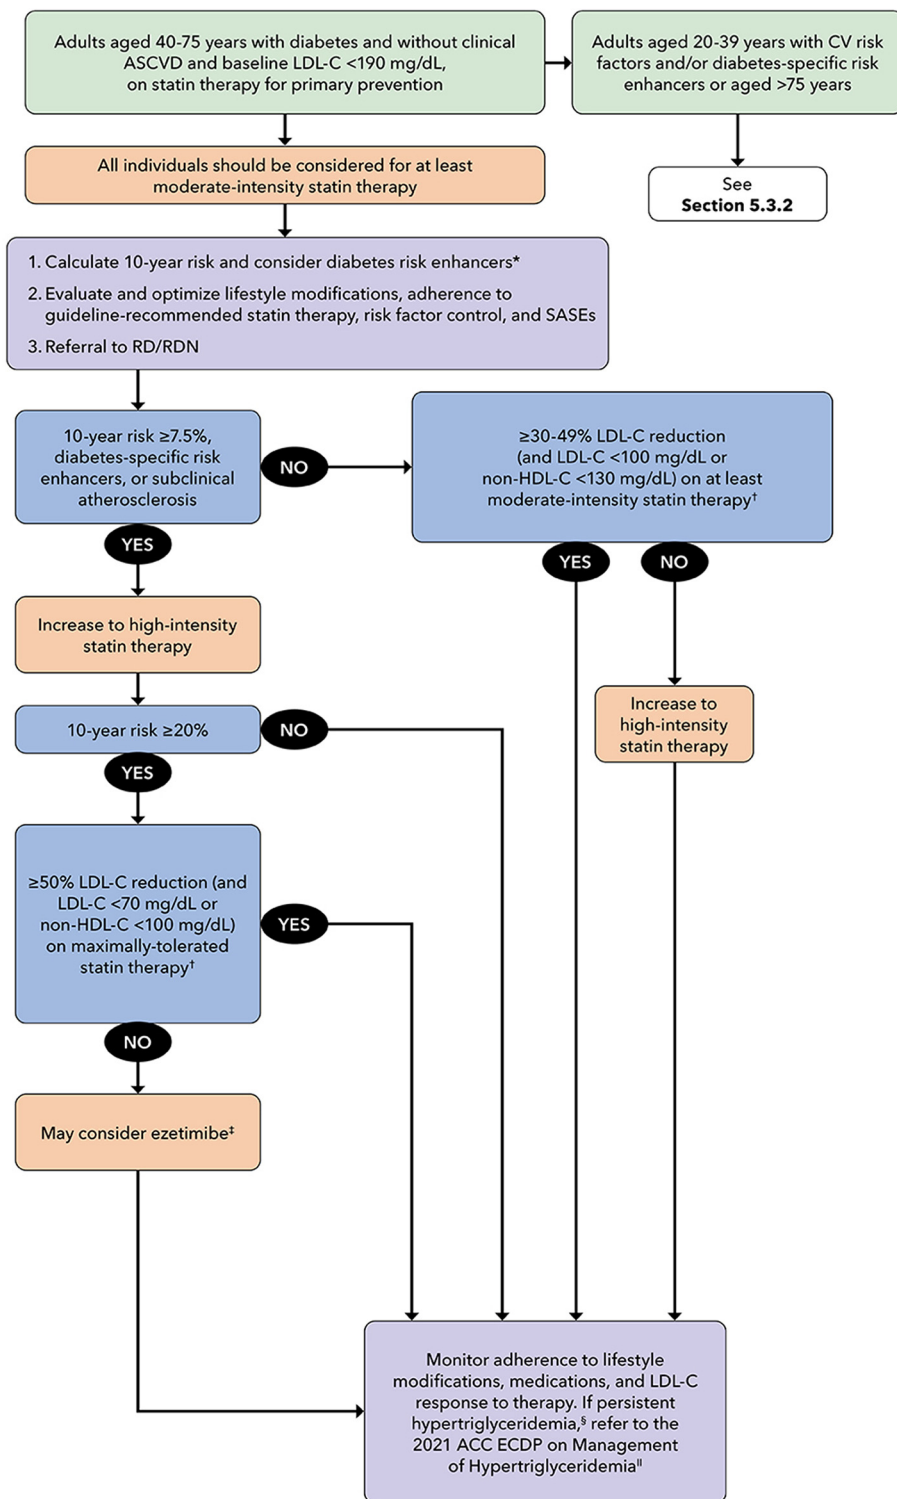 Adults aged 40-75 years with diabetes and without clinical
ASCVD and baseline LDL-C <190 mg/dL,
on statin therapy for primary prevention
Adults aged 20-39 years with CV risk
factors and/or diabetes-specific risk
enhancers or aged >75 years
All individuals should be considered for at least
moderate-intensity statin therapy
See
Section 5.3.2
1. Calculate 10-year risk and consider diabetes risk enhancers*
2. Evaluate and optimize lifestyle modifications, adherence to
guideline-recommended statin therapy, risk factor control, and SASEs
3. Referral to RD/RDN
10-year risk ≥7.5%,
diabetes-specific risk
enhancers, or subclinical
atherosclerosis
NO
≥30-49% LDL-C reduction
(and LDL-C <100 mg/dL or
non-HDL-C <130 mg/dL) on at least
moderate-intensity statin therapy†
YES
YES
NO
Increase to high-intensity
statin therapy
Increase to
high-intensity
statin therapy
10-year risk ≥20%
NO
YES
≥50% LDL-C reduction (and
LDL-C <70 mg/dL or
non-HDL-C <100 mg/dL)
on maximally-tolerated
statin therapy†
YES
NO
May consider ezetimibe‡
Monitor adherence to lifestyle
modifications, medications, and LDL-C
response to therapy. If persistent
hypertriglyceridemia,§ refer to the
2021 ACC ECDP on Management
of Hypertriglyceridemia‖